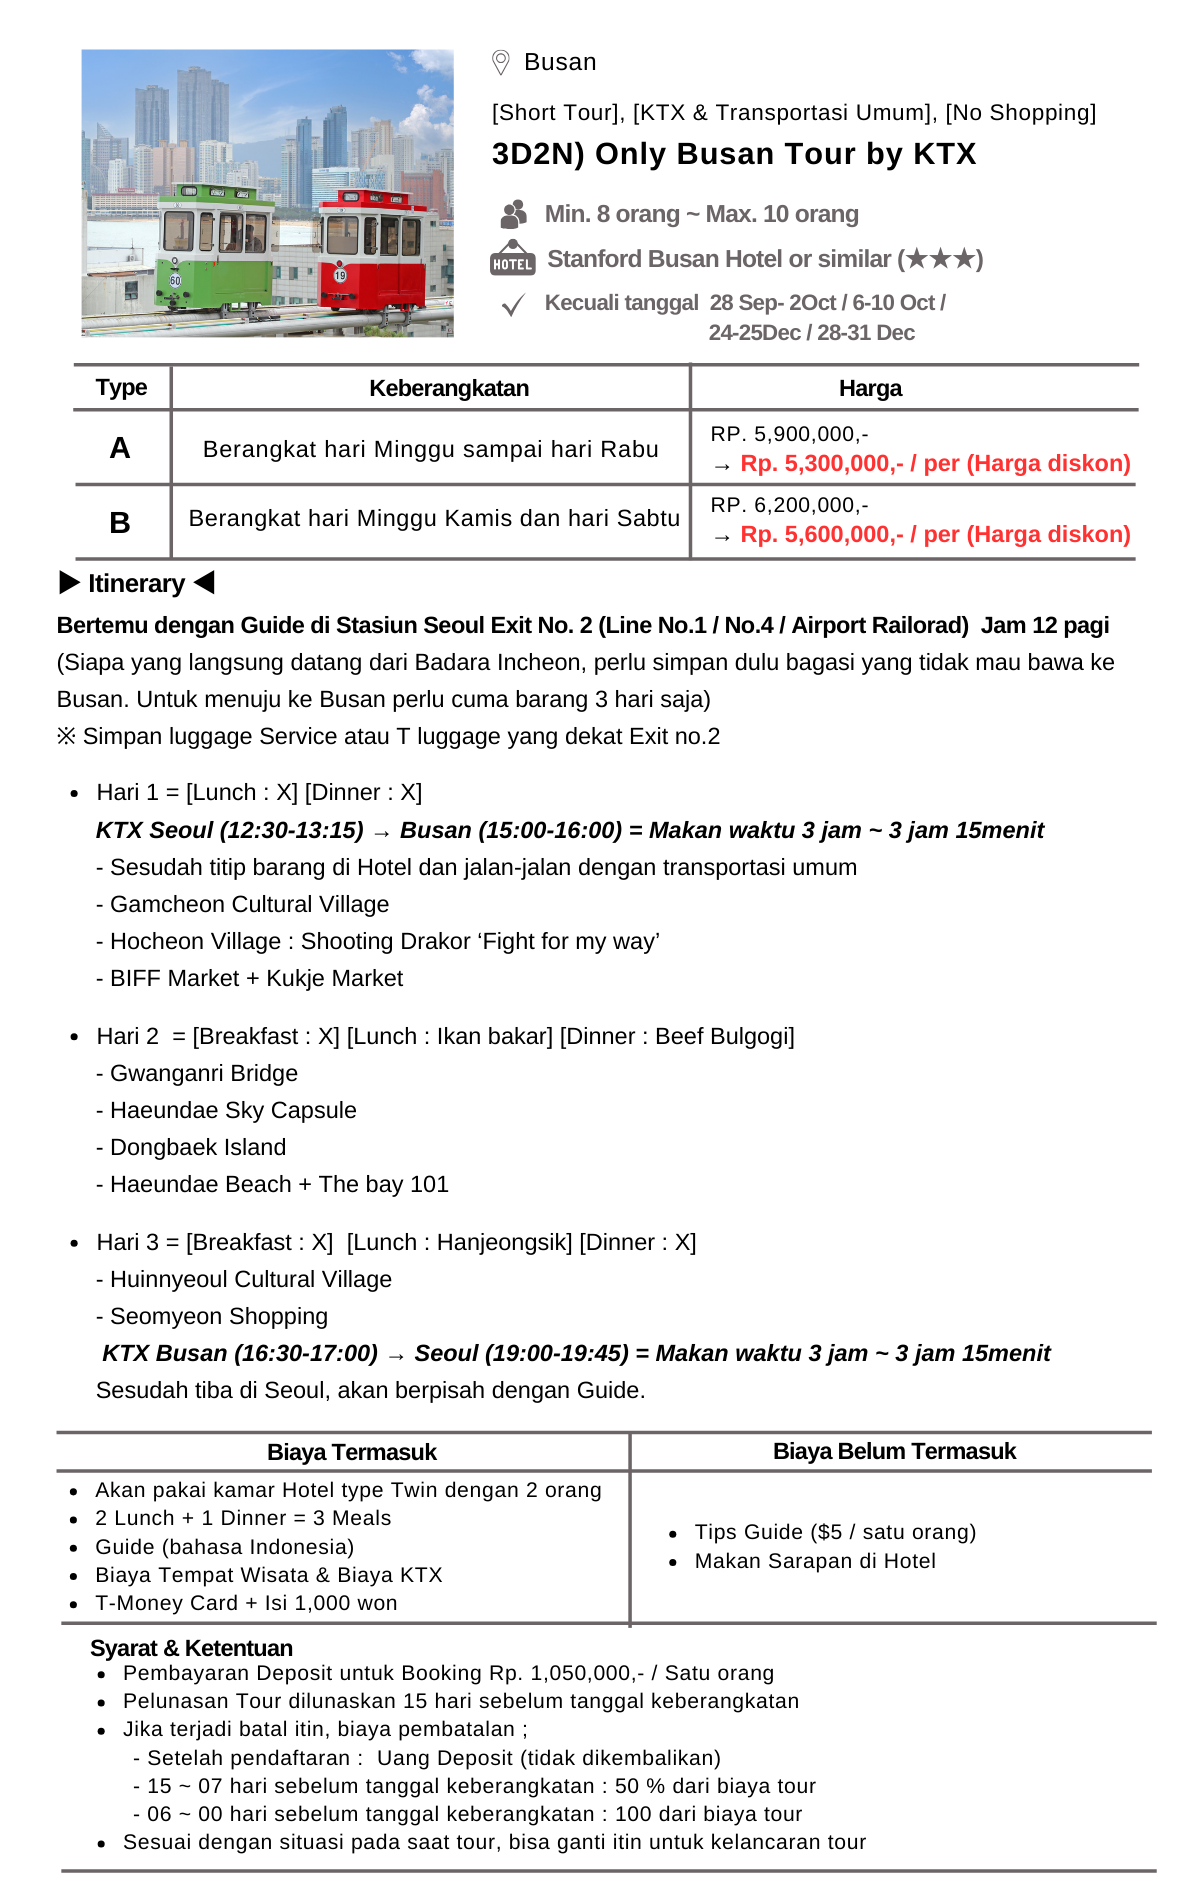 Busan
[Short Tour], [KTX & Transportasi Umum], [No Shopping]
3D2N) Only Busan Tour by KTX
Min. 8 orang ~ Max. 10 orang
HOTEL
Stanford Busan Hotel or similar (★★★)
Kecuali tanggal  28 Sep- 2Oct / 6-10 Oct /
24-25Dec / 28-31 Dec
60
19
Type
Keberangkatan
Harga
A
Berangkat hari Minggu sampai hari Rabu
RP. 5,900,000,-
→ Rp. 5,300,000,- / per (Harga diskon)
B
Berangkat hari Minggu Kamis dan hari Sabtu
RP. 6,200,000,-
→ Rp. 5,600,000,- / per (Harga diskon)
▶ Itinerary ◀
Bertemu dengan Guide di Stasiun Seoul Exit No. 2 (Line No.1 / No.4 / Airport Railorad)  Jam 12 pagi
(Siapa yang langsung datang dari Badara Incheon, perlu simpan dulu bagasi yang tidak mau bawa ke
Busan. Untuk menuju ke Busan perlu cuma barang 3 hari saja)
※ Simpan luggage Service atau T luggage yang dekat Exit no.2
• Hari 1 = [Lunch : X] [Dinner : X]
KTX Seoul (12:30-13:15) → Busan (15:00-16:00) = Makan waktu 3 jam ~ 3 jam 15menit
- Sesudah titip barang di Hotel dan jalan-jalan dengan transportasi umum
- Gamcheon Cultural Village
- Hocheon Village : Shooting Drakor ‘Fight for my way’
- BIFF Market + Kukje Market
• Hari 2  = [Breakfast : X] [Lunch : Ikan bakar] [Dinner : Beef Bulgogi]
- Gwanganri Bridge
- Haeundae Sky Capsule
- Dongbaek Island
- Haeundae Beach + The bay 101
• Hari 3 = [Breakfast : X]  [Lunch : Hanjeongsik] [Dinner : X]
- Huinnyeoul Cultural Village
- Seomyeon Shopping
KTX Busan (16:30-17:00) → Seoul (19:00-19:45) = Makan waktu 3 jam ~ 3 jam 15menit
Sesudah tiba di Seoul, akan berpisah dengan Guide.
Biaya Termasuk
• Akan pakai kamar Hotel type Twin dengan 2 orang
• 2 Lunch + 1 Dinner = 3 Meals
• Guide (bahasa Indonesia)
• Biaya Tempat Wisata & Biaya KTX
• T-Money Card + Isi 1,000 won
Biaya Belum Termasuk
• Tips Guide ($5 / satu orang)
• Makan Sarapan di Hotel
Syarat & Ketentuan
• Pembayaran Deposit untuk Booking Rp. 1,050,000,- / Satu orang
• Pelunasan Tour dilunaskan 15 hari sebelum tanggal keberangkatan
• Jika terjadi batal itin, biaya pembatalan ;
- Setelah pendaftaran :  Uang Deposit (tidak dikembalikan)
- 15 ~ 07 hari sebelum tanggal keberangkatan : 50 % dari biaya tour
- 06 ~ 00 hari sebelum tanggal keberangkatan : 100 dari biaya tour
• Sesuai dengan situasi pada saat tour, bisa ganti itin untuk kelancaran tour